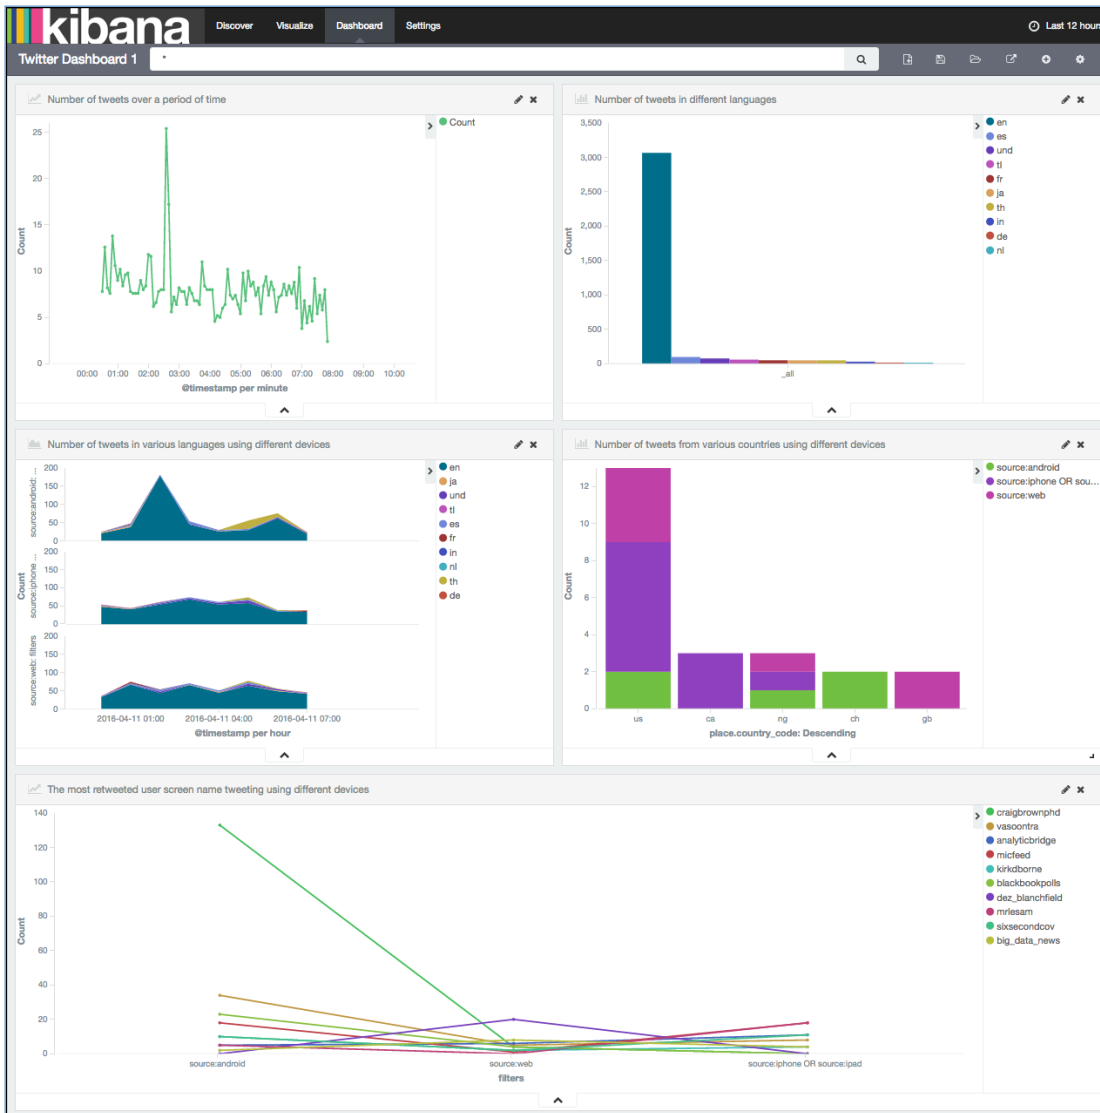 kibana
Discover Visualize Dashboard Settings
Last 12 hours
Twitter Dashboard 1
*
Number of tweets over a period of time
Count
25
20
15
10
5
0
Count
00:00 01:00 02:00 03:00 04:00 05:00 06:00 07:00 08:00 09:00 10:00
@timestamp per minute
Number of tweets in different languages
en
es
und
tl
fr
ja
th
in
de
nl
3,500
3,000
2,500
2,000
1,500
1,000
500
0
Count
_all
Number of tweets in various languages using different devices
en
ja
und
tl
es
fr
in
nl
th
de
200
150
100
50
0
source:android: ...
200
150
100
50
0
source:iphone ...
Count
200
150
100
50
0
source:web: filters
2016-04-11 01:00 2016-04-11 04:00 2016-04-11 07:00
@timestamp per hour
Number of tweets from various countries using different devices
source:android
source:iphone OR sou...
source:web
12
10
8
6
4
2
0
Count
us ca ng ch gb
place.country_code: Descending
The most retweeted user screen name tweeting using different devices
craigbrownphd
vasoontra
analyticbridge
micfeed
kirkdborne
blackbookpolls
dez_blanchfield
mrlesam
sixsecondcov
big_data_news
140
120
100
80
60
40
20
0
Count
source:android source:web source:iphone OR source:ipad
filters